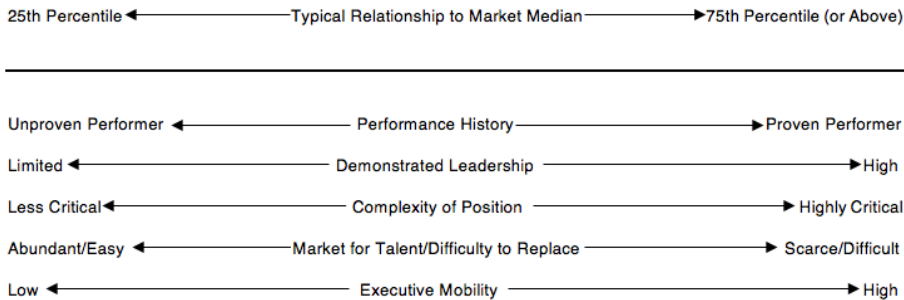 25th Percentile Typical Relationship to Market Median 75th Percentile (or Above)
Unproven Performer Performance History Proven Performer
Limited Demonstrated Leadership High
Less Critical Complexity of Position Highly Critical
Abundant/Easy Market for Talent/Difficulty to Replace Scarce/Difficult
Low Executive Mobility High